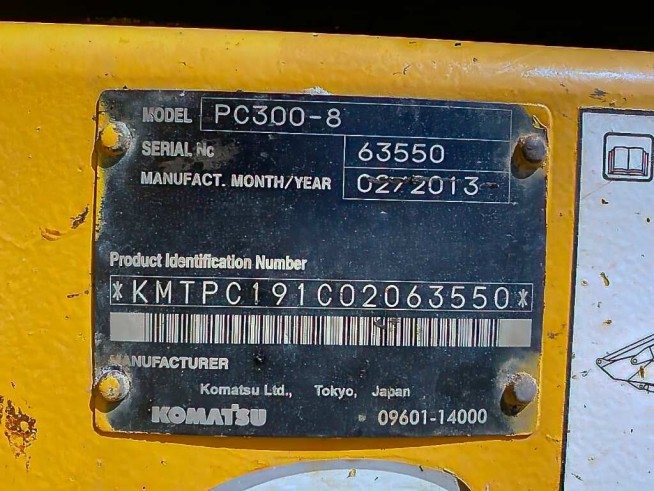 MODEL PC300-8
SERIAL No 63550
MANUFACT. MONTH/YEAR 02/2013
Product Identification Number
*KMTPC191C02063550*
MANUFACTURER
Komatsu Ltd., Tokyo, Japan
KOMATSU 09601-14000